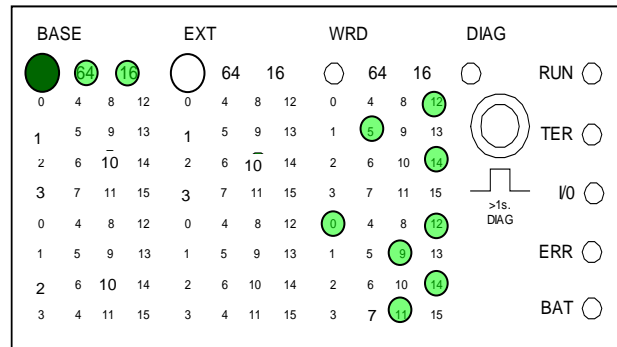 BASE EXT WRD DIAG
64 16 64 16 64 16 RUN
0 4 8 12 0 4 8 12 0 4 8 12
1 5 9 13 1 5 9 13 1 5 9 13 TER
2 6 10 14 2 6 10 14 2 6 10 14
3 7 11 15 3 7 11 15 3 7 11 15 I/0
>1s.
DIAG
0 4 8 12 0 4 8 12 0 4 8 12
1 5 9 13 1 5 9 13 1 5 9 13 ERR
2 6 10 14 2 6 10 14 2 6 10 14
3 4 11 15 3 4 11 15 3 7 11 15 BAT